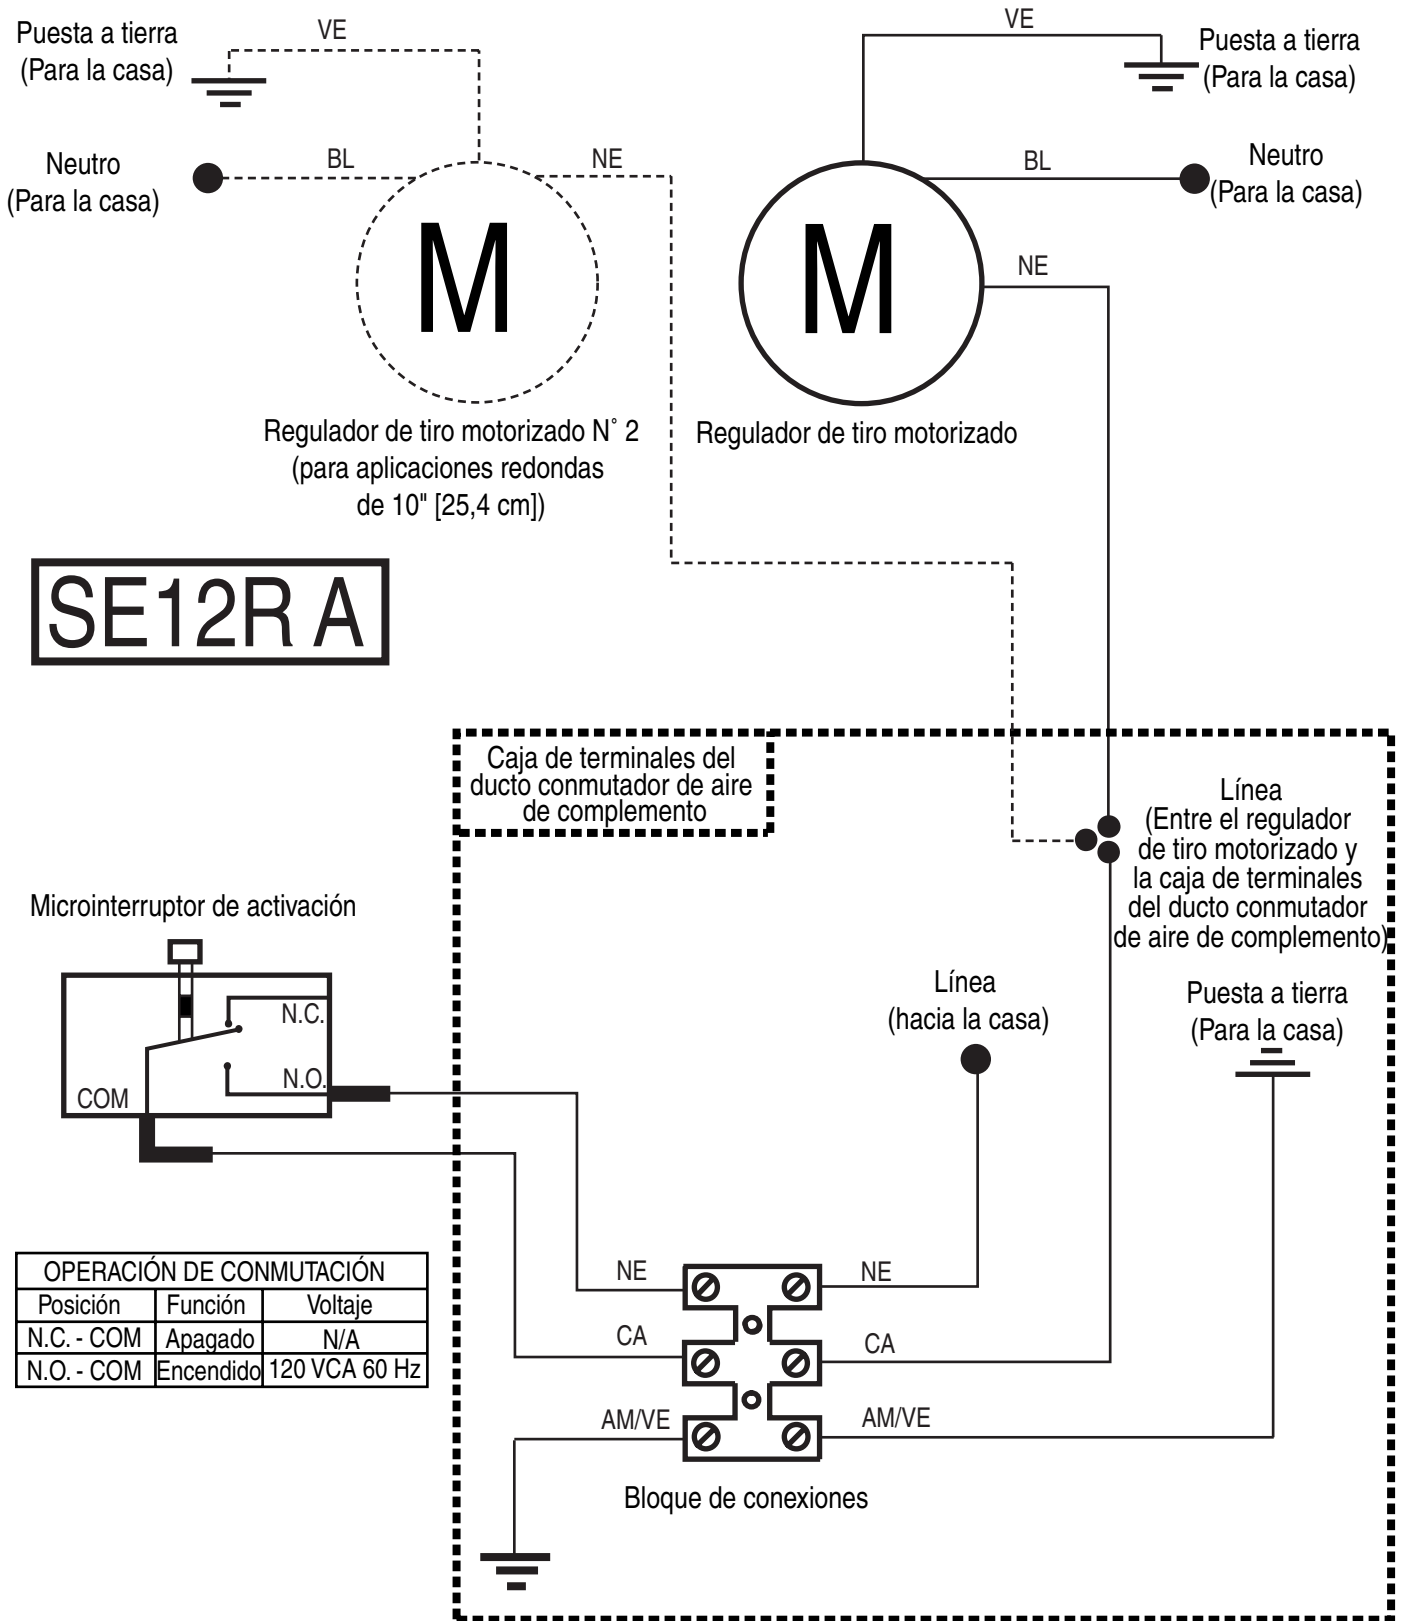 VE
Puesta a tierra
(Para la casa)
VE
Puesta a tierra
(Para la casa)
Neutro
(Para la casa)
BL
NE
BL
Neutro
(Para la casa)
M
M
NE
Regulador de tiro motorizado N° 2
(para aplicaciones redondas
de 10" [25,4 cm])
Regulador de tiro motorizado
SE12R A
Caja de terminales del
ducto conmutador de aire
de complemento
Línea
(Entre el regulador
de tiro motorizado y
la caja de terminales
del ducto conmutador
de aire de complemento)
Microinterruptor de activación
N.C.
N.O.
COM
Línea
(hacia la casa)
Puesta a tierra
(Para la casa)
OPERACIÓN DE CONMUTACIÓN
Posición Función Voltaje
N.C. - COM Apagado N/A
N.O. - COM Encendido 120 VCA 60 Hz
NE
NE
CA
CA
AM/VE
AM/VE
Bloque de conexiones